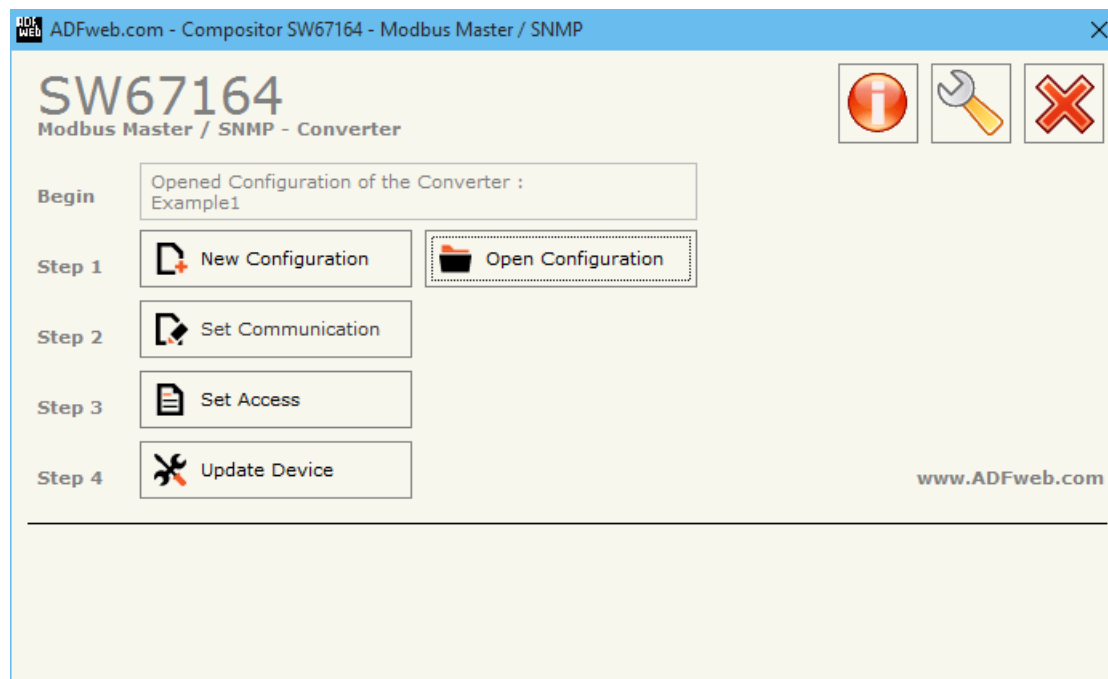 ADF
WEB
ADFweb.com - Compositor SW67164 - Modbus Master / SNMP
SW67164
Modbus Master / SNMP - Converter
Begin
Opened Configuration of the Converter :
Example1
Step 1
New Configuration
Open Configuration
Step 2
Set Communication
Step 3
Set Access
Step 4
Update Device
www.ADFweb.com